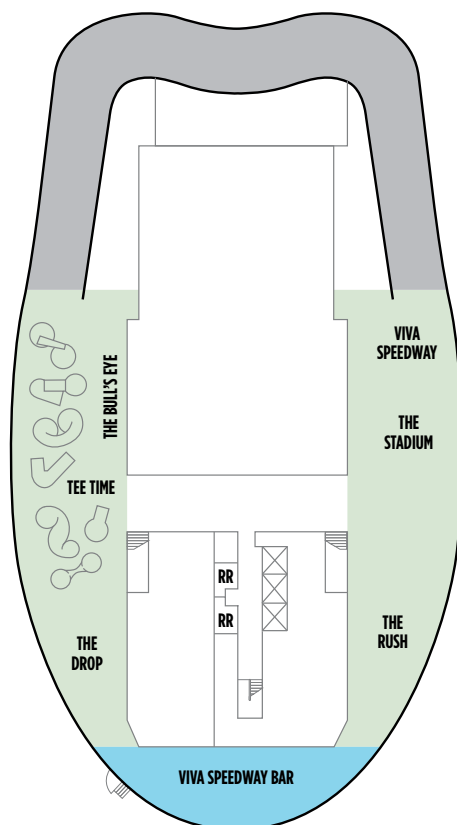 VIVA
SPEEDWAY
THE BULL'S EYE
THE
STADIUM
TEE TIME
RR
RR
THE
RUSH
THE
DROP
VIVA SPEEDWAY BAR